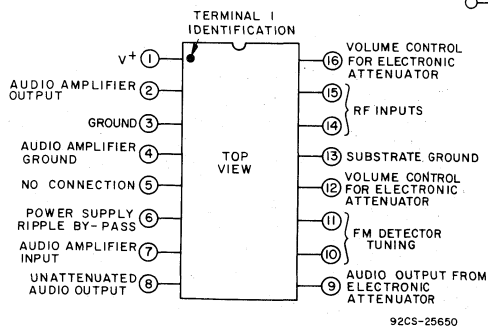 TERMINAL 1
IDENTIFICATION
V+ 1
AUDIO AMPLIFIER
OUTPUT 2
GROUND 3
AUDIO AMPLIFIER
GROUND 4
NO CONNECTION 5
POWER SUPPLY
RIPPLE BY-PASS 6
AUDIO AMPLIFIER
INPUT 7
UNATTENUATED
AUDIO OUTPUT 8
TOP
VIEW
16 VOLUME CONTROL
FOR ELECTRONIC
ATTENUATOR
15
RF INPUTS
14
13 SUBSTRATE GROUND
12 VOLUME CONTROL
FOR ELECTRONIC
ATTENUATOR
11
FM DETECTOR
TUNING
10
9 AUDIO OUTPUT FROM
ELECTRONIC
ATTENUATOR
92CS-25650